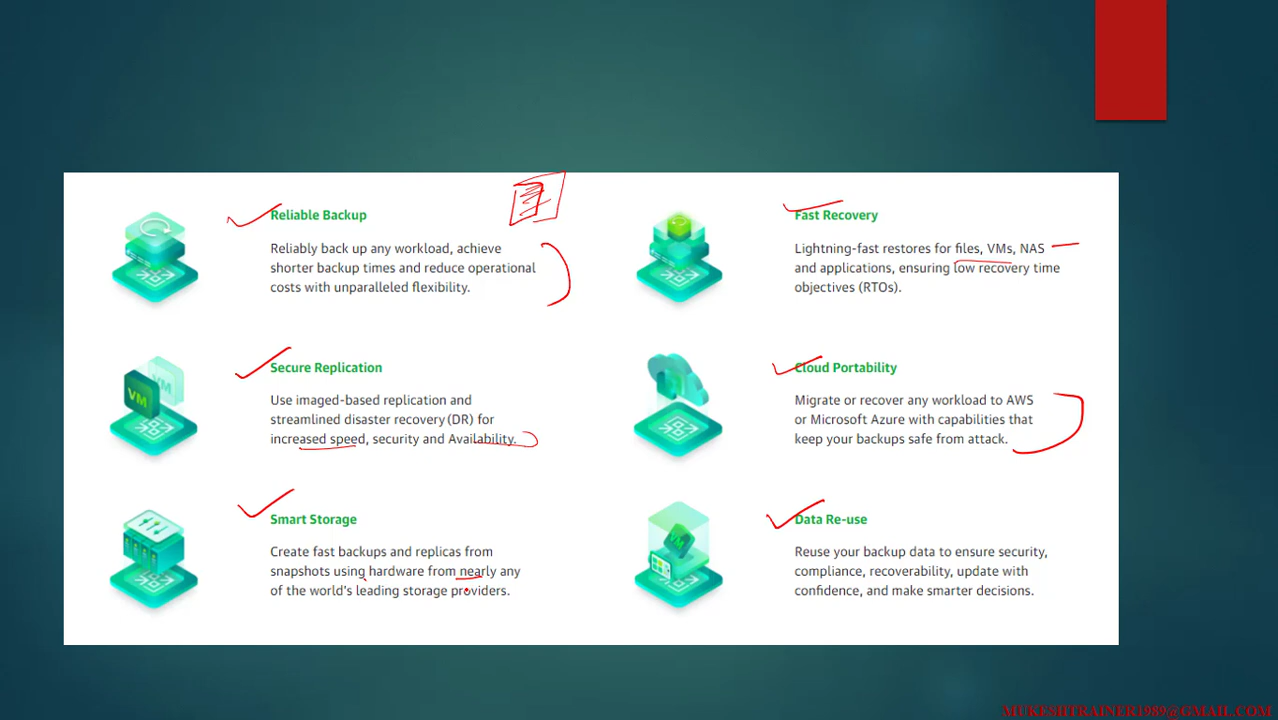 Reliable Backup
Reliably back up any workload, achieve
shorter backup times and reduce operational
costs with unparalleled flexibility.
Fast Recovery
Lightning-fast restores for files, VMs, NAS
and applications, ensuring low recovery time
objectives (RTOs).
VM
VM
Secure Replication
Use imaged-based replication and
streamlined disaster recovery (DR) for
increased speed, security and Availability.
Cloud Portability
Migrate or recover any workload to AWS
or Microsoft Azure with capabilities that
keep your backups safe from attack.
Smart Storage
Create fast backups and replicas from
snapshots using hardware from nearly any
of the world's leading storage providers.
VM
Data Re-use
Reuse your backup data to ensure security,
compliance, recoverability, update with
confidence, and make smarter decisions.
MUKESHTRAINER1989@GMAIL.COM